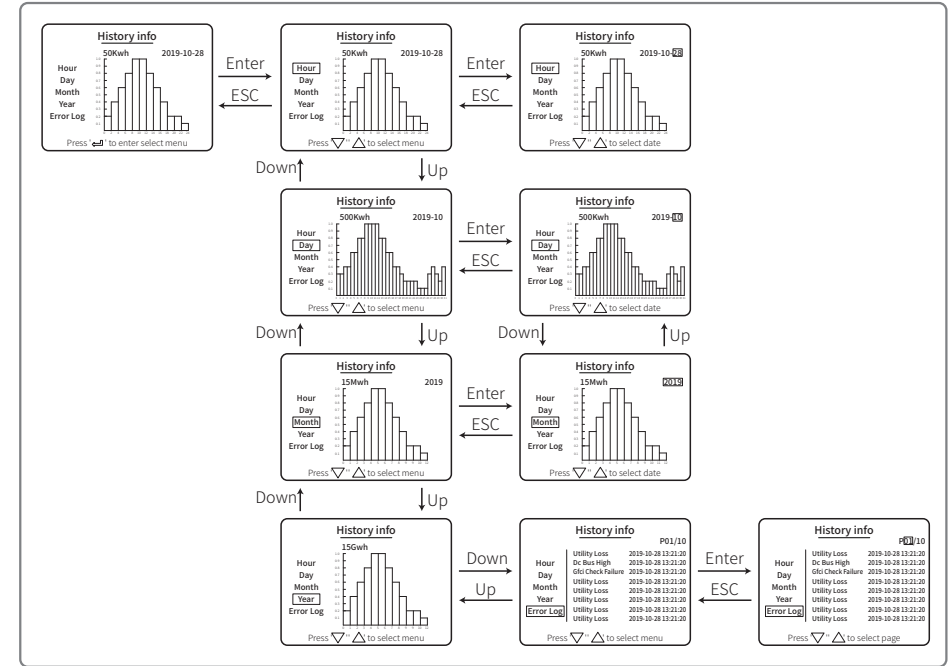 History info
50Kwh 2019-10-28
Hour
Day
Month
Year
Error Log
Press ' ' to enter select menu
Enter
ESC
History info
50Kwh 2019-10-28
Hour
Day
Month
Year
Error Log
Press " to select menu
Enter
ESC
History info
50Kwh 2019-10-28
Hour
Day
Month
Year
Error Log
Press " to select date
Down
Up
History info
500Kwh 2019-10
Hour
Day
Month
Year
Error Log
Press " to select menu
Enter
ESC
History info
500Kwh 2019-10
Hour
Day
Month
Year
Error Log
Press " to select date
Down
Up
Down
Up
History info
15Mwh 2019
Hour
Day
Month
Year
Error Log
Press " to select menu
Enter
ESC
History info
15Mwh 2019
Hour
Day
Month
Year
Error Log
Press " to select date
Down
Up
History info
15Gwh
Hour
Day
Month
Year
Error Log
Press " to select menu
Down
Up
History info
P01/10
Hour
Day
Month
Year
Error Log
Utility Loss 2019-10-28 13:21:20
Dc Bus High 2019-10-28 13:21:20
Gfci Check Failure 2019-10-28 13:21:20
Utility Loss 2019-10-28 13:21:20
Utility Loss 2019-10-28 13:21:20
Utility Loss 2019-10-28 13:21:20
Utility Loss 2019-10-28 13:21:20
Utility Loss 2019-10-28 13:21:20
Press " to select menu
Enter
ESC
History info
P01/10
Hour
Day
Month
Year
Error Log
Utility Loss 2019-10-28 13:21:20
Dc Bus High 2019-10-28 13:21:20
Gfci Check Failure 2019-10-28 13:21:20
Utility Loss 2019-10-28 13:21:20
Utility Loss 2019-10-28 13:21:20
Utility Loss 2019-10-28 13:21:20
Utility Loss 2019-10-28 13:21:20
Utility Loss 2019-10-28 13:21:20
Press " to select page